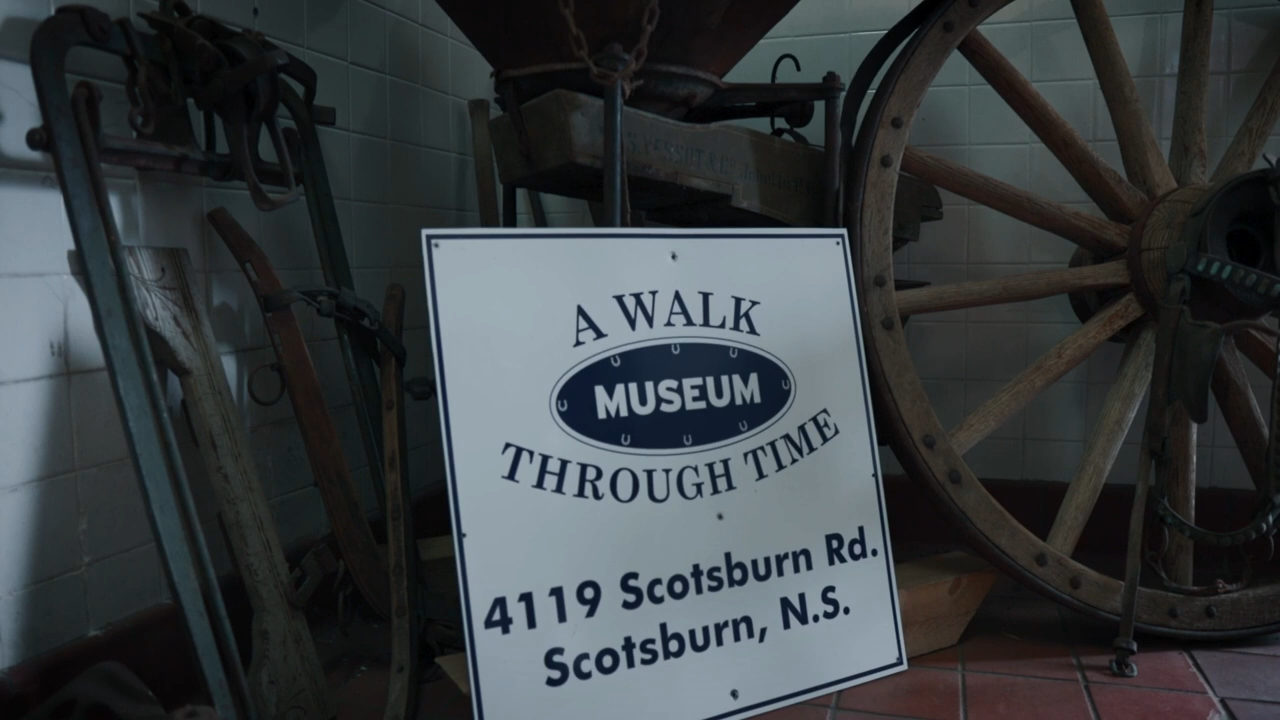 A WALK
MUSEUM
THROUGH TIME
4119 Scotsburn Rd.
Scotsburn, N.S.